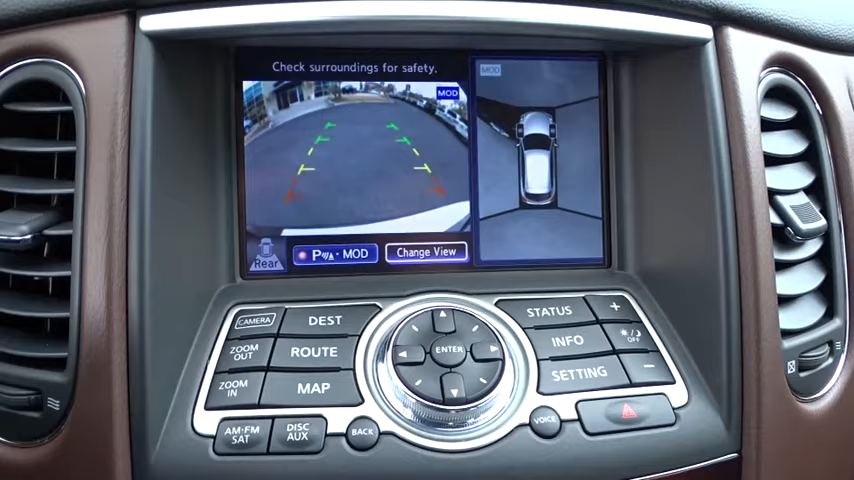 Check surroundings for safety.
MOD
MOD
Rear
P MOD
Change View
CAMERA
DEST
STATUS
+
ZOOM OUT
ROUTE
ENTER
INFO
OFF
ZOOM IN
MAP
SETTING
−
AM·FM SAT
DISC AUX
BACK
VOICE